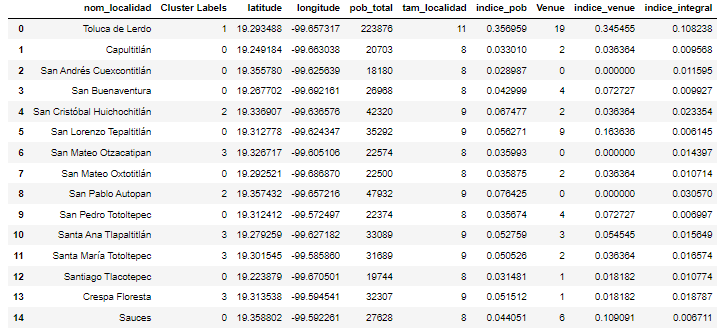 nom_localidad Cluster Labels latitude longitude pob_total tam_localidad indice_pob Venue indice_venue indice_integral
0 Toluca de Lerdo 1 19.293488 -99.657317 223876 11 0.356959 19 0.345455 0.108238
1 Capultitlán 0 19.249184 -99.663038 20703 8 0.033010 2 0.036364 0.009568
2 San Andrés Cuexcontitlán 0 19.355780 -99.625639 18180 8 0.028987 0 0.000000 0.011595
3 San Buenaventura 0 19.267702 -99.692161 26968 8 0.042999 4 0.072727 0.009927
4 San Cristóbal Huichochitlán 2 19.336907 -99.636576 42320 9 0.067477 2 0.036364 0.023354
5 San Lorenzo Tepaltitlán 0 19.312778 -99.624347 35292 9 0.056271 9 0.163636 0.006145
6 San Mateo Otzacatipan 3 19.326717 -99.605106 22574 8 0.035993 0 0.000000 0.014397
7 San Mateo Oxtotitlán 0 19.292521 -99.686870 22500 8 0.035875 2 0.036364 0.010714
8 San Pablo Autopan 2 19.357432 -99.657216 47932 9 0.076425 0 0.000000 0.030570
9 San Pedro Totoltepec 0 19.312412 -99.572497 22374 8 0.035674 4 0.072727 0.006997
10 Santa Ana Tlapaltitlán 3 19.279259 -99.627182 33089 9 0.052759 3 0.054545 0.015649
11 Santa María Totoltepec 3 19.301545 -99.585860 31689 9 0.050526 2 0.036364 0.016574
12 Santiago Tlacotepec 0 19.223879 -99.670501 19744 8 0.031481 1 0.018182 0.010774
13 Crespa Floresta 3 19.313538 -99.594541 32307 9 0.051512 1 0.018182 0.018787
14 Sauces 0 19.358802 -99.592261 27628 8 0.044051 6 0.109091 0.006711